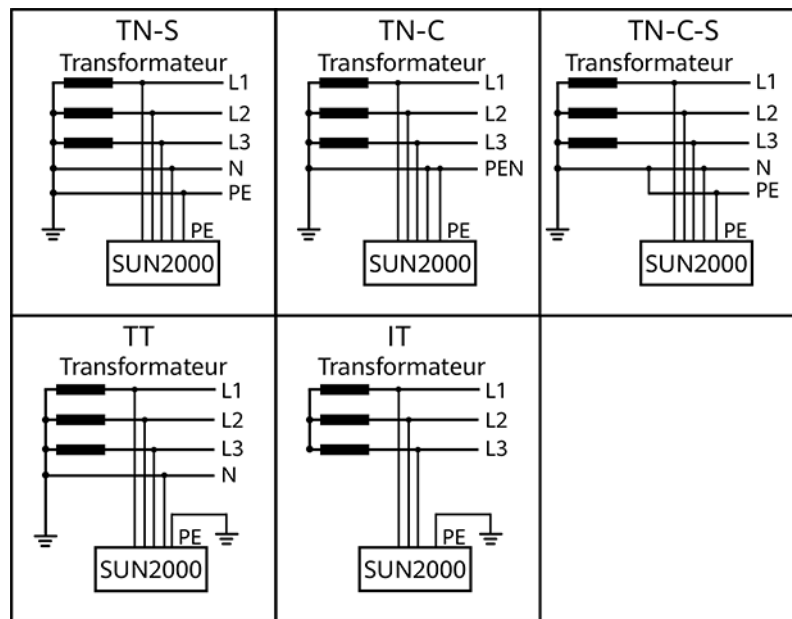 TN-S
Transformateur
L1
L2
L3
N
PE
PE
SUN2000
TN-C
Transformateur
L1
L2
L3
PEN
PE
SUN2000
TN-C-S
Transformateur
L1
L2
L3
N
PE
PE
SUN2000
TT
Transformateur
L1
L2
L3
N
PE
SUN2000
IT
Transformateur
L1
L2
L3
PE
SUN2000